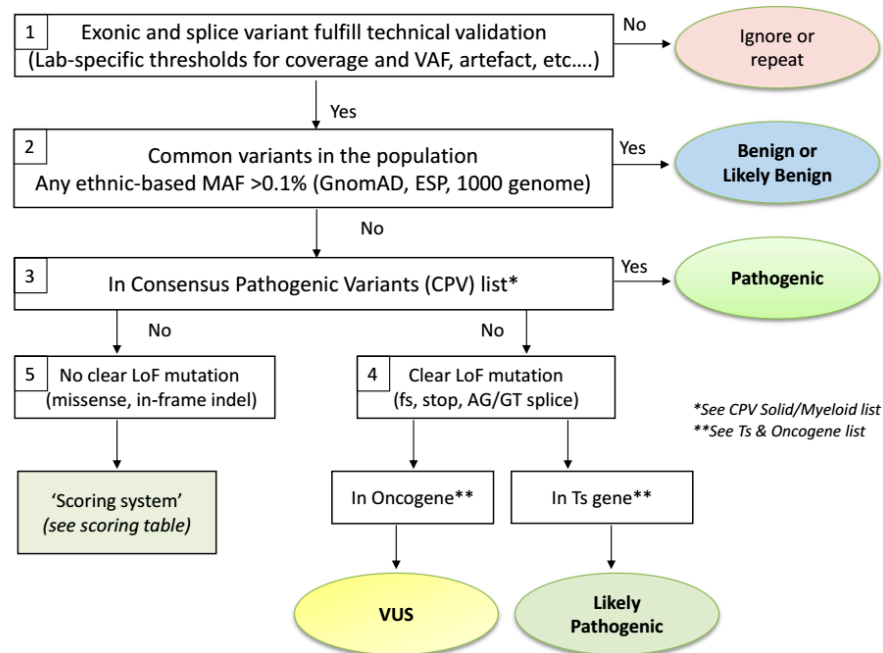 1
Exonic and splice variant fulfill technical validation
(Lab-specific thresholds for coverage and VAF, artefact, etc….)
No
Ignore or
repeat
Yes
2
Common variants in the population
Any ethnic-based MAF >0.1% (GnomAD, ESP, 1000 genome)
Yes
Benign or
Likely Benign
No
3
In Consensus Pathogenic Variants (CPV) list*
Yes
Pathogenic
No
No
5
No clear LoF mutation
(missense, in-frame indel)
4
Clear LoF mutation
(fs, stop, AG/GT splice)
*See CPV Solid/Myeloid list
**See Ts & Oncogene list
‘Scoring system’
(see scoring table)
In Oncogene**
In Ts gene**
VUS
Likely
Pathogenic